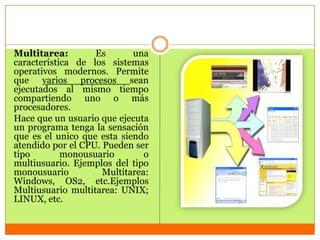 Multitarea: Es una
característica de los sistemas
operativos modernos. Permite
que varios procesos sean
ejecutados al mismo tiempo
compartiendo uno o más
procesadores.
Hace que un usuario que ejecuta
un programa tenga la sensación
que es el unico que esta siendo
atendido por el CPU. Pueden ser
tipo monousuario o
multiusuario. Ejemplos del tipo
monousuario Multitarea:
Windows, OS2, etc.Ejemplos
Multiusuario multitarea: UNIX;
LINUX, etc.